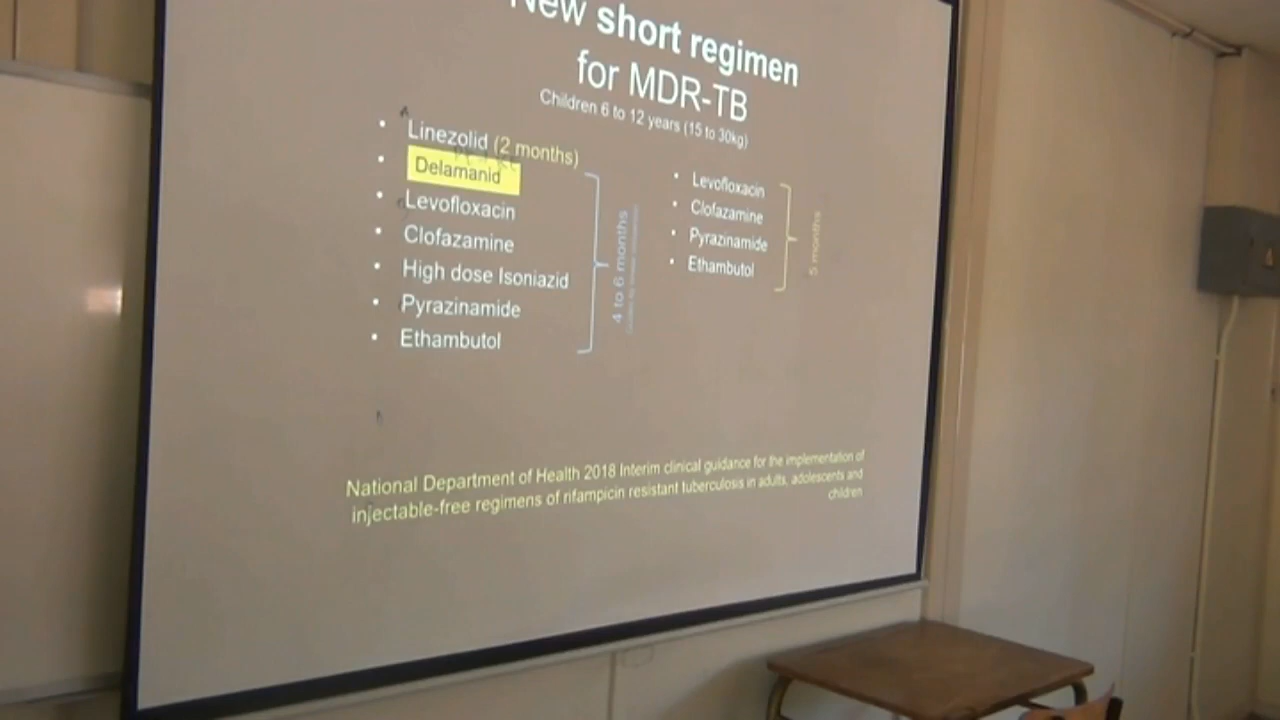 New short regimen
for MDR-TB
Children 6 to 12 years (15 to 30kg)
• Linezolid (2 months)
• Delamanid
• Levofloxacin
• Clofazamine
• High dose Isoniazid
• Pyrazinamide
• Ethambutol
4 to 6 months
• Levofloxacin
• Clofazamine
• Pyrazinamide
• Ethambutol
5 months
National Department of Health 2018 Interim clinical guidance for the implementation of
injectable-free regimens of rifampicin resistant tuberculosis in adults, adolescents and
children